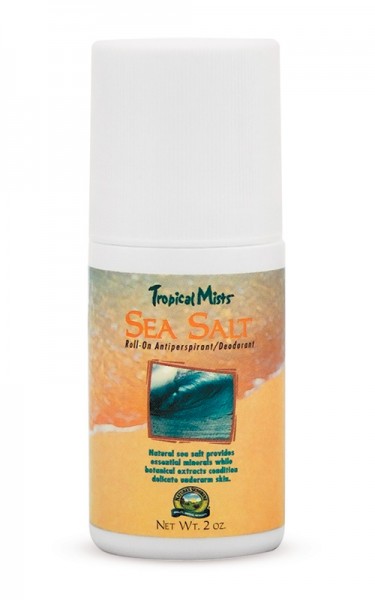 Tropical Mists
SEA SALT
Roll-On Antiperspirant/Deodorant
Natural sea salt provides
essential minerals while
botanical extracts condition
delicate underarm skin.
NET WT. 2 OZ.